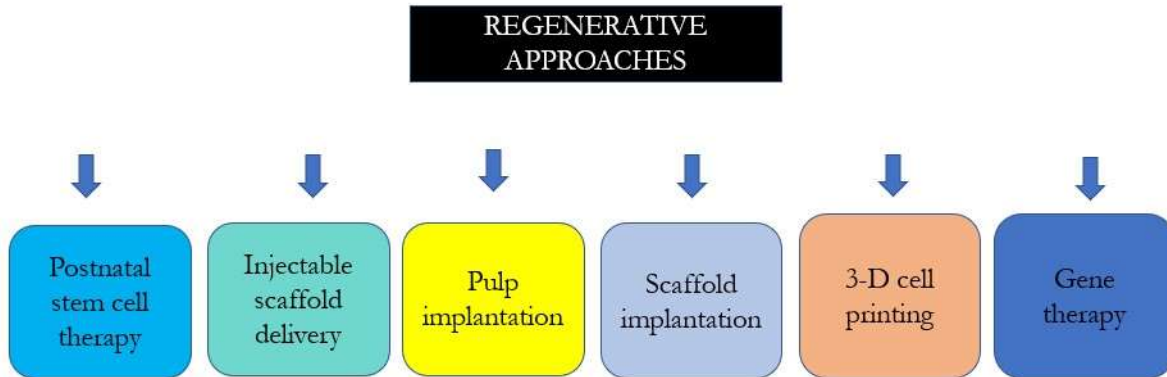 REGENERATIVE
APPROACHES
Postnatal
stem cell
therapy
Injectable
scaffold
delivery
Pulp
implantation
Scaffold
implantation
3-D cell
printing
Gene
therapy